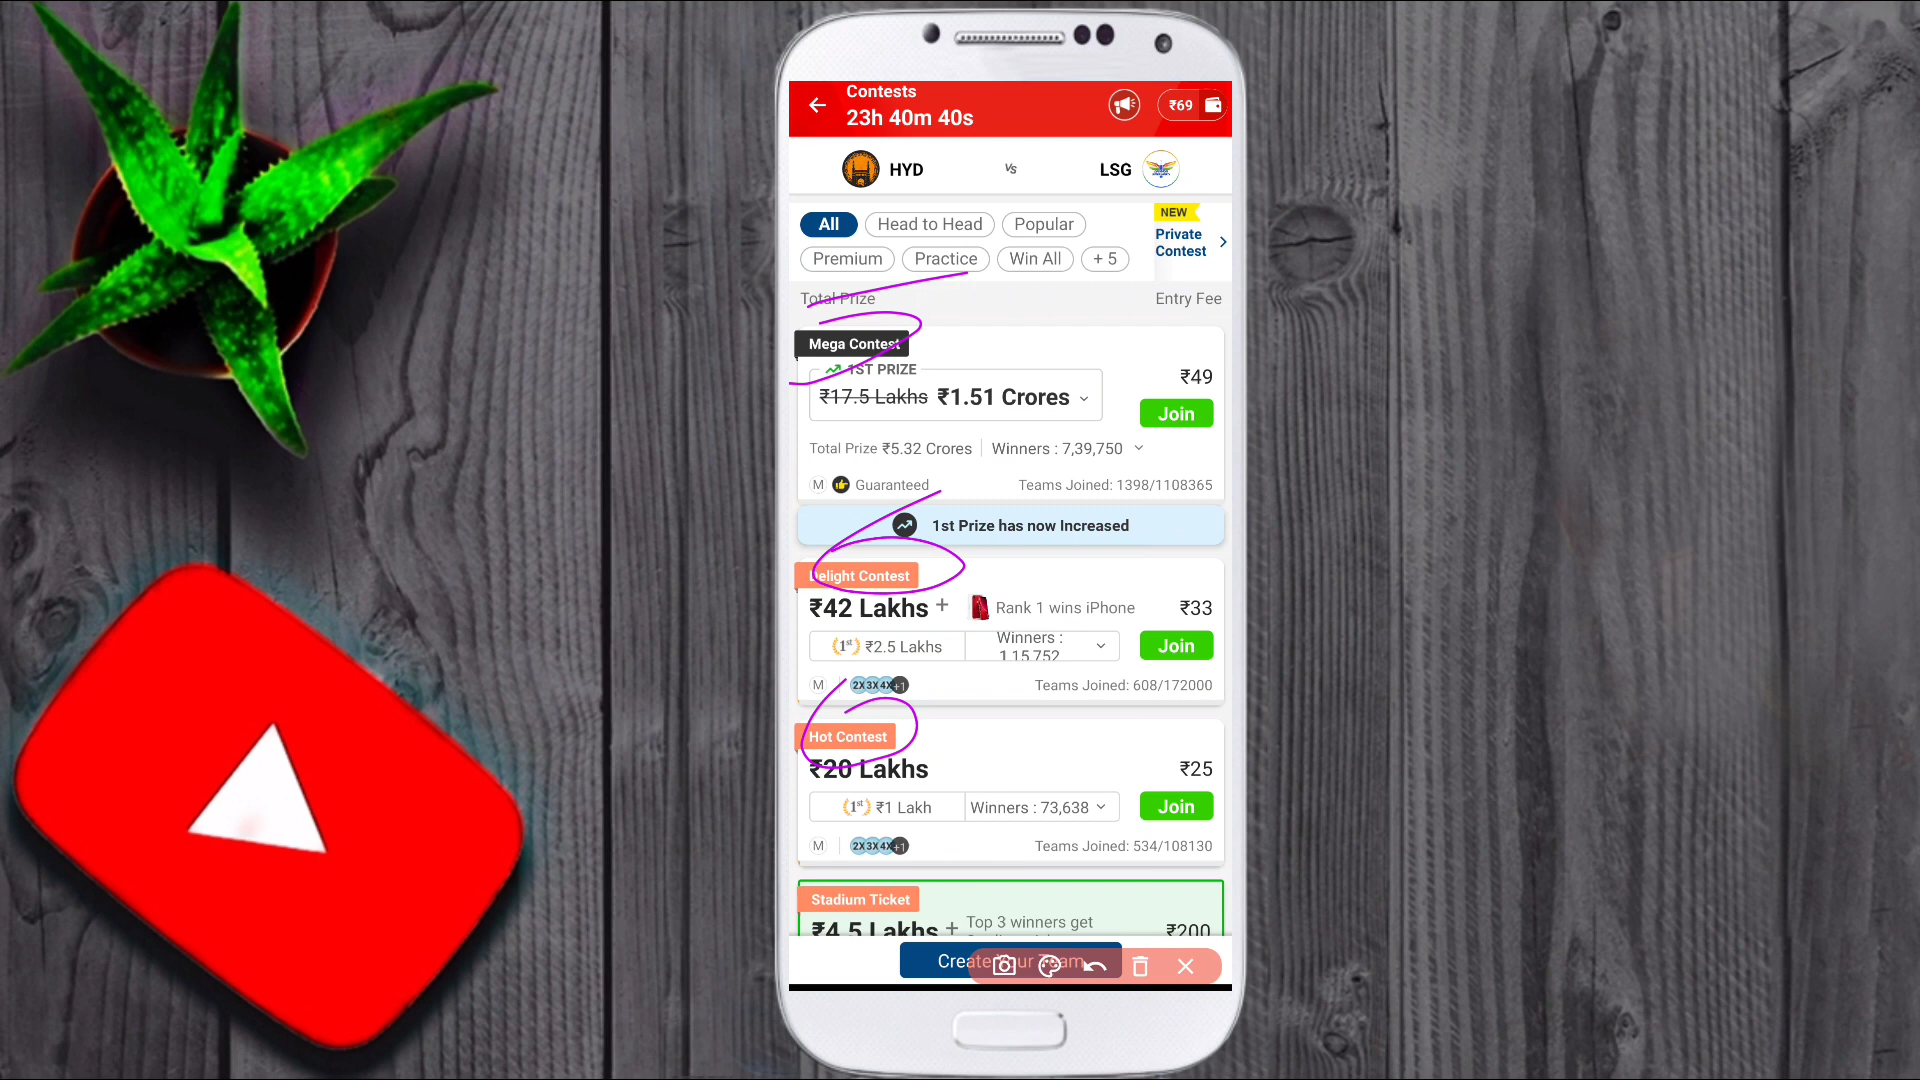 Contests
23h 40m 40s
₹69
HYD
VS
LSG
All
Head to Head
Popular
NEW
Private
Contest
Premium
Practice
Win All
+ 5
Total Prize
Entry Fee
Mega Contest
1ST PRIZE
₹17.5 Lakhs ₹1.51 Crores
₹49
Join
Total Prize ₹5.32 Crores
Winners : 7,39,750
M
Guaranteed
Teams Joined: 1398/1108365
1st Prize has now Increased
Delight Contest
₹42 Lakhs +
Rank 1 wins iPhone
₹33
1st ₹2.5 Lakhs
Winners :
1,15,752
Join
M
2X 3X 4X +1
Teams Joined: 608/172000
Hot Contest
₹20 Lakhs
₹25
1st ₹1 Lakh
Winners : 73,638
Join
M
2X 3X 4X +1
Teams Joined: 534/108130
Stadium Ticket
₹4.5 Lakhs +
Top 3 winners get
₹200
Create Your Team